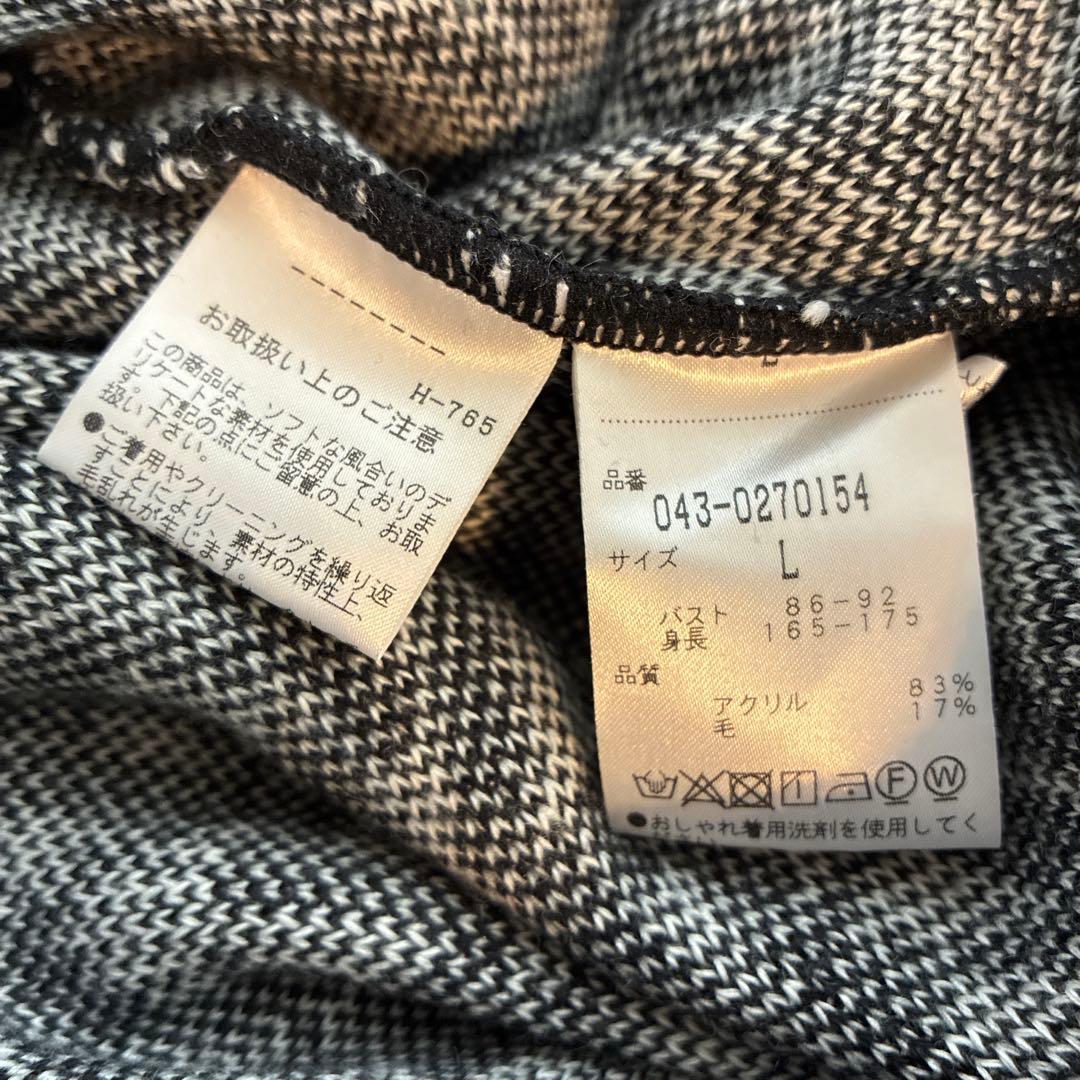 H-765
お取扱い上のご注意
この商品は、ソフトな風合いのデ
リケートな素材を使用しておりま
す。下記の点にご留意の上、お取
扱い下さい。
●ご着用やクリーニングを繰り返
すことにより、素材の特性上、
毛乱れが生じます。
品番
043-0270154
サイズ
L
バスト 86-92
身長 165-175
品質
アクリル 83%
毛 17%
F W
●おしゃれ着用洗剤を使用してく